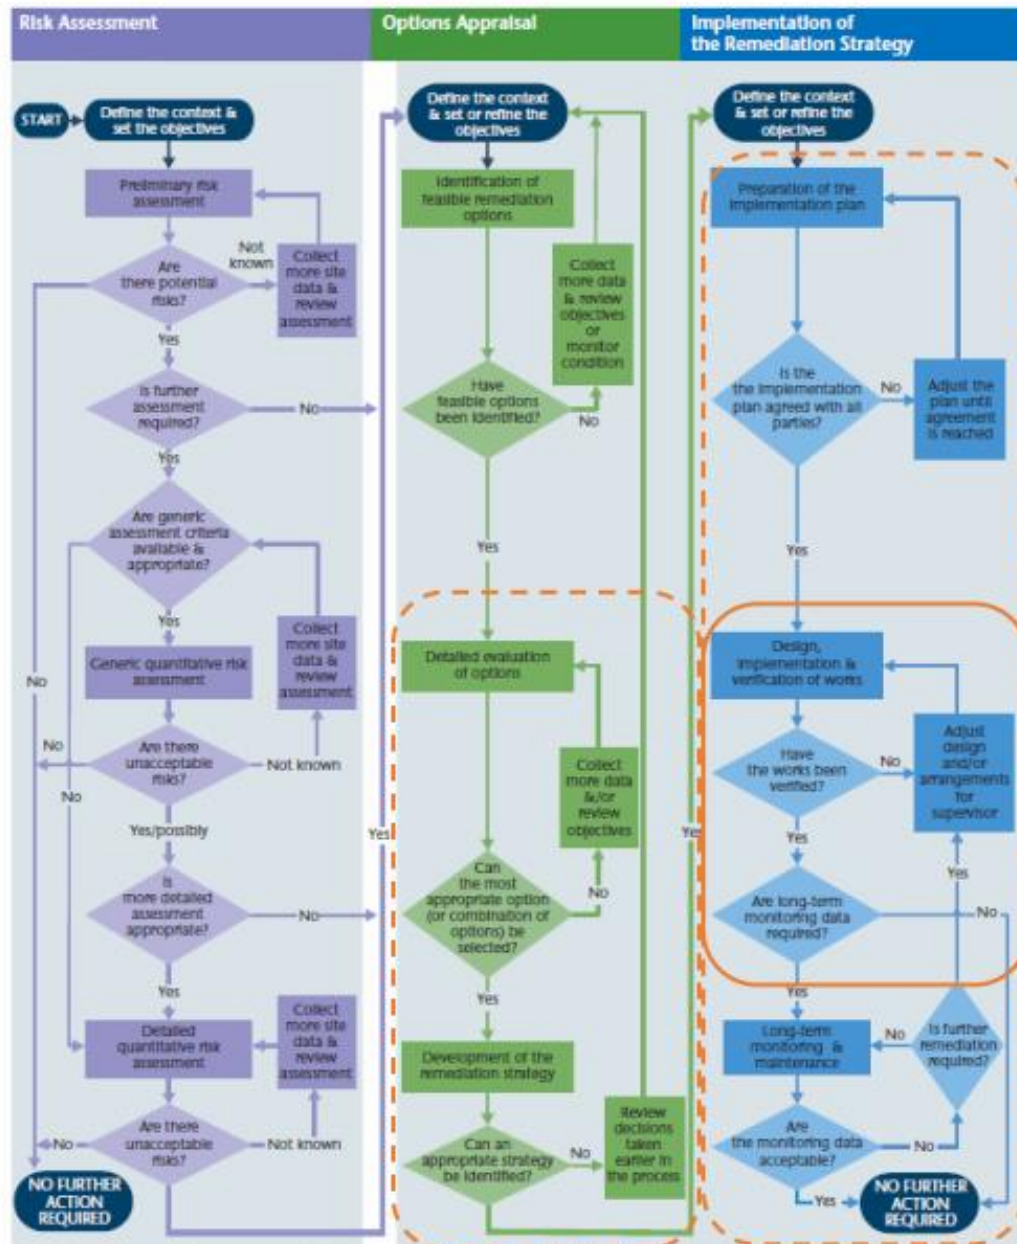 Risk Assessment
Options Appraisal
Implementation of
the Remediation Strategy
START
Define the context &
set the objectives
Preliminary risk
assessment
Not
known
Are
there potential
risks?
Collect
more site
data &
review
assessment
Yes
Is further
assessment
required?
No
Yes
Are generic
assessment criteria
available &
appropriate?
Yes
Collect
more site
data &
review
assessment
Generic quantitative risk
assessment
No
No
Are there
unacceptable
risks?
Not known
No
Yes/possibly
Is
more detailed
assessment
appropriate?
No
Yes
Detailed
quantitative risk
assessment
Collect
more site
data &
review
assessment
Are there
unacceptable
risks?
No
Not known
NO FURTHER
ACTION
REQUIRED
Yes
Define the context
& set or refine the
objectives
Identification of
feasible remediation
options
Collect
more data
& review
objectives
or
monitor
condition
Have
feasible options
been identified?
No
Yes
Detailed evaluation
of options
Collect
more data
&/or
review
objectives
Can
the most
appropriate option
(or combination of
options) be
selected?
No
Yes
Development of the
remediation strategy
Can an
appropriate strategy
be identified?
No
Review
decisions
taken
earlier in
the process
Yes
Define the context
& set or refine the
objectives
Preparation of the
implementation plan
Is the
the implementation
plan agreed with all
parties?
No
Adjust the
plan until
agreement
is reached
Yes
Design,
implementation &
verification of works
Have
the works been
verified?
No
Adjust
design
and/or
arrangements
for
supervisor
Yes
Yes
Are long-term
monitoring data
required?
No
Yes
Long-term
monitoring &
maintenance
No
Is further
remediation
required?
Are
the monitoring data
acceptable?
No
Yes
NO FURTHER
ACTION
REQUIRED